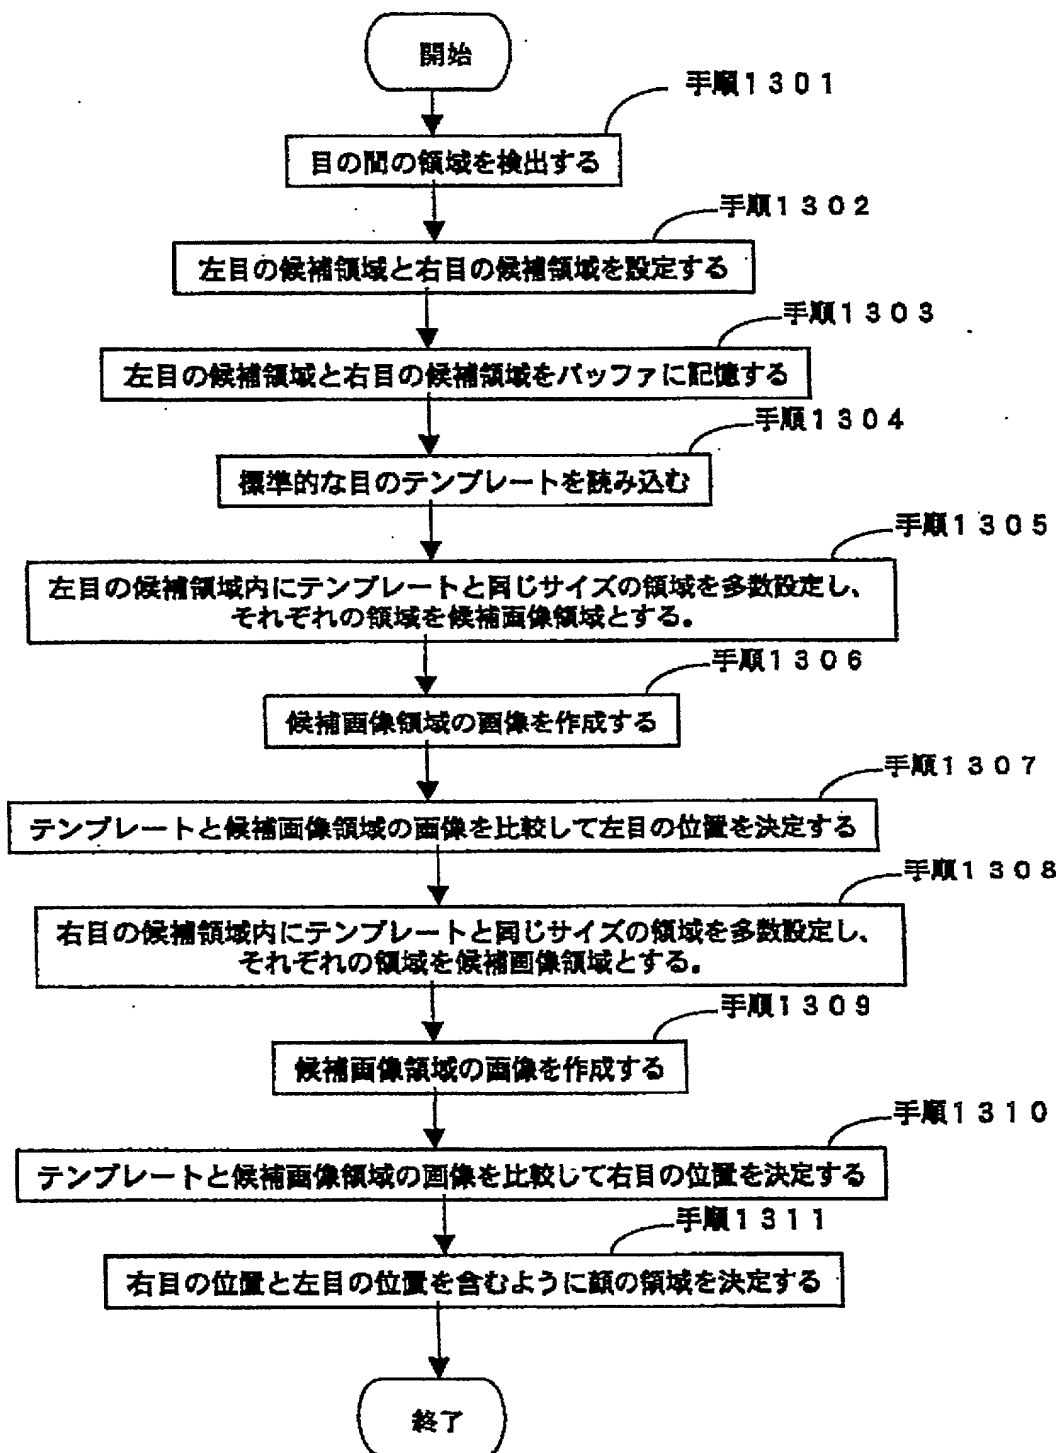 開始
手順1301
目の間の領域を検出する
手順1302
左目の候補領域と右目の候補領域を設定する
手順1303
左目の候補領域と右目の候補領域をバッファに記憶する
手順1304
標準的な目のテンプレートを読み込む
手順1305
左目の候補領域内にテンプレートと同じサイズの領域を多数設定し、
それぞれの領域を候補画像領域とする。
手順1306
候補画像領域の画像を作成する
手順1307
テンプレートと候補画像領域の画像を比較して左目の位置を決定する
手順1308
右目の候補領域内にテンプレートと同じサイズの領域を多数設定し、
それぞれの領域を候補画像領域とする。
手順1309
候補画像領域の画像を作成する
手順1310
テンプレートと候補画像領域の画像を比較して右目の位置を決定する
手順1311
右目の位置と左目の位置を含むように顔の領域を決定する
終了